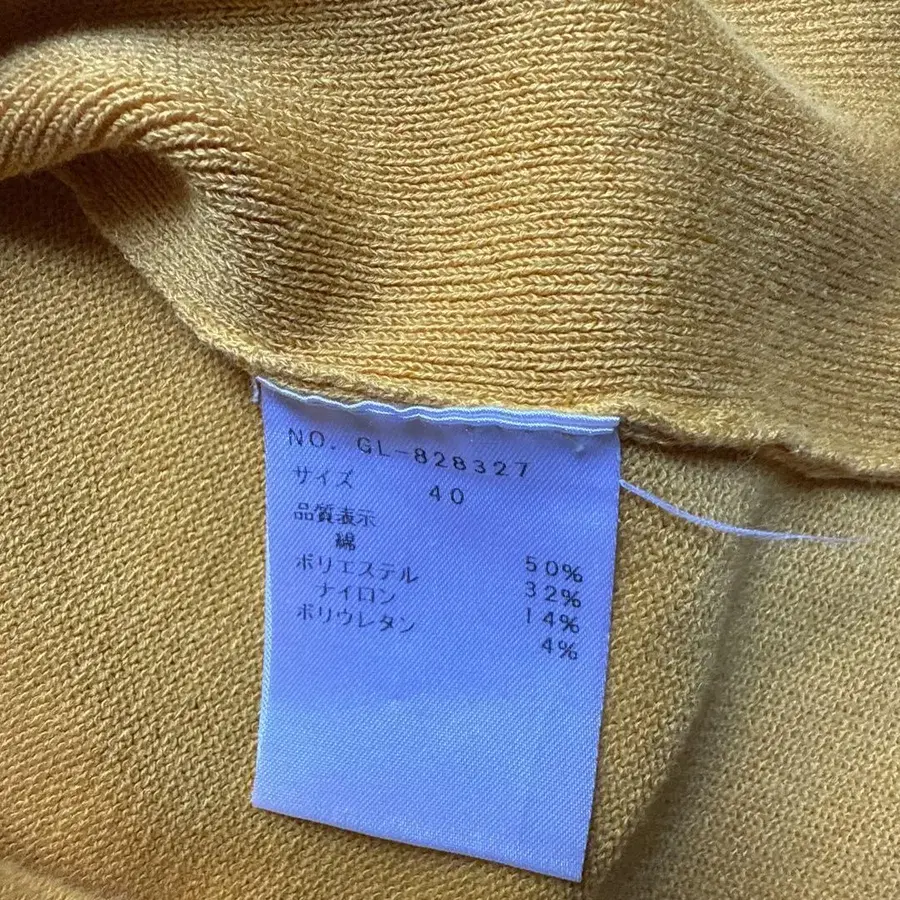 NO. GL-828327
サイズ 40
品質表示
綿 50%
ポリエステル 32%
ナイロン 14%
ポリウレタン 4%